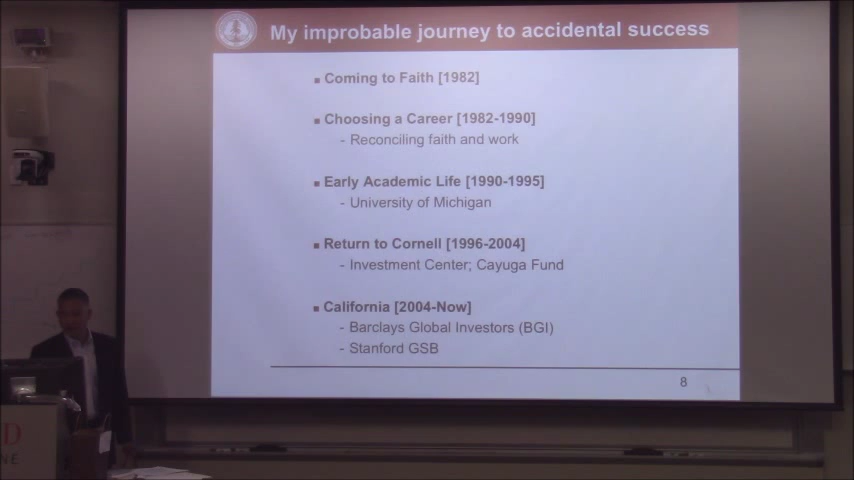 My improbable journey to accidental success
Coming to Faith [1982]
Choosing a Career [1982-1990]
- Reconciling faith and work
Early Academic Life [1990-1995]
- University of Michigan
Return to Cornell [1996-2004]
- Investment Center; Cayuga Fund
California [2004-Now]
- Barclays Global Investors (BGI)
- Stanford GSB
8
D
NE